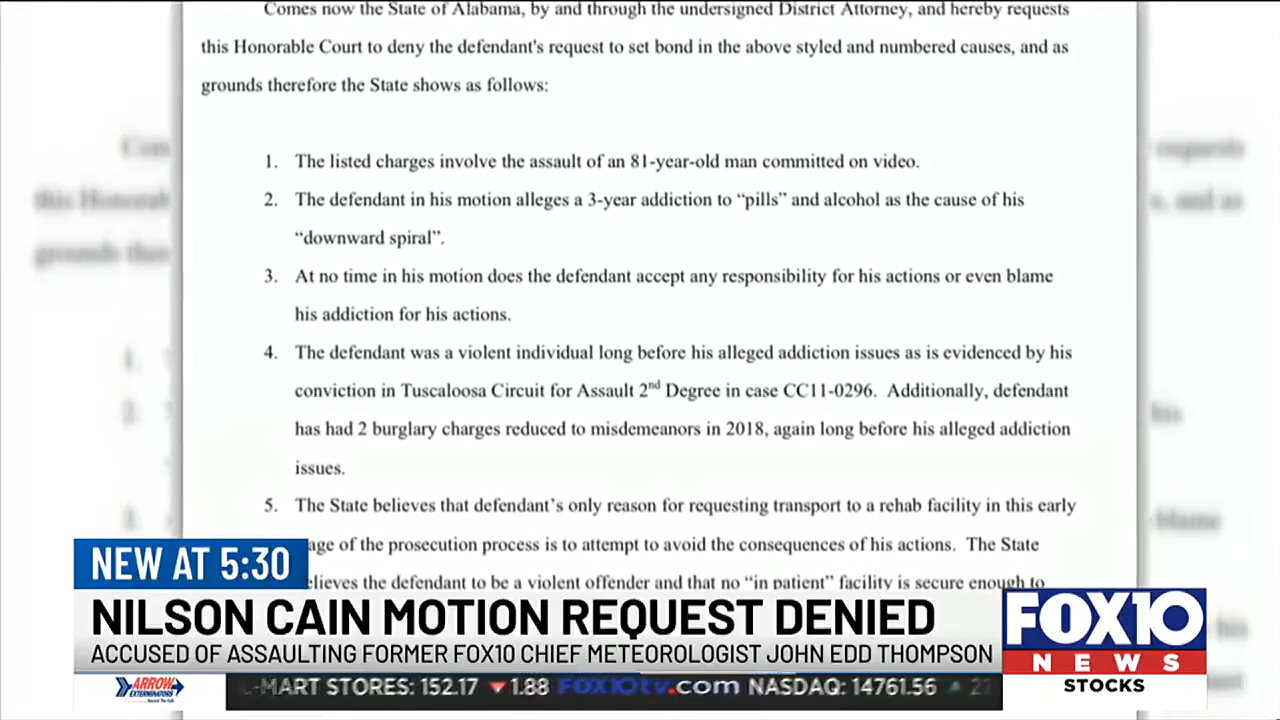 Comes now the State of Alabama, by and through the undersigned District Attorney, and hereby requests
this Honorable Court to deny the defendant's request to set bond in the above styled and numbered causes, and as
grounds therefore the State shows as follows:
1. The listed charges involve the assault of an 81-year-old man committed on video.
2. The defendant in his motion alleges a 3-year addiction to “pills” and alcohol as the cause of his
“downward spiral”.
3. At no time in his motion does the defendant accept any responsibility for his actions or even blame
his addiction for his actions.
4. The defendant was a violent individual long before his alleged addiction issues as is evidenced by his
conviction in Tuscaloosa Circuit for Assault 2nd Degree in case CC11-0296. Additionally, defendant
has had 2 burglary charges reduced to misdemeanors in 2018, again long before his alleged addiction
issues.
5. The State believes that defendant’s only reason for requesting transport to a rehab facility in this early
age of the prosecution process is to attempt to avoid the consequences of his actions. The State
elieves the defendant to be a violent offender and that no “in patient” facility is secure enough to
NEW AT 5:30
NILSON CAIN MOTION REQUEST DENIED
ACCUSED OF ASSAULTING FORMER FOX10 CHIEF METEOROLOGIST JOHN EDD THOMPSON
FOX10
NEWS
STOCKS
ARROW
EXTERMINATORS
-MART STORES: 152.17 ▼1.88 FOX10tv.com NASDAQ: 14761.56 ▲